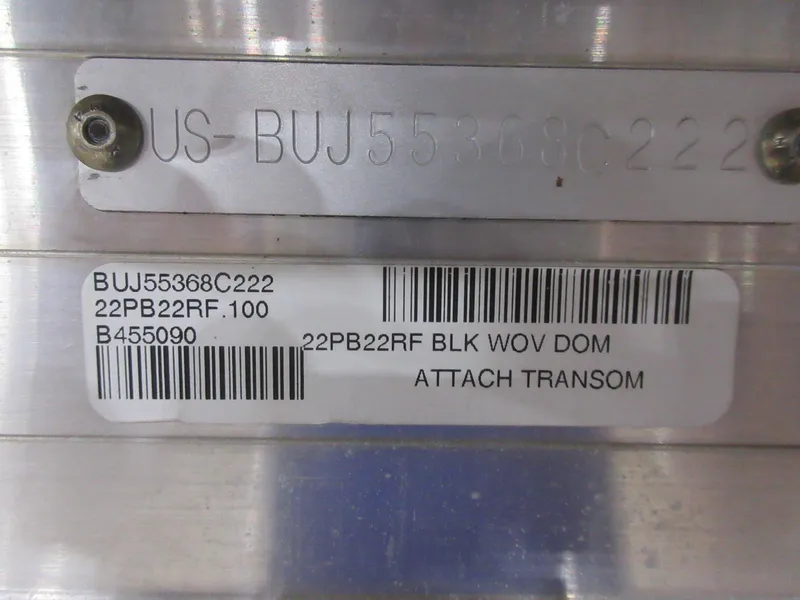 US-BUJ55368C222
BUJ55368C222
22PB22RF.100
B455090
22PB22RF BLK WOV DOM
ATTACH TRANSOM